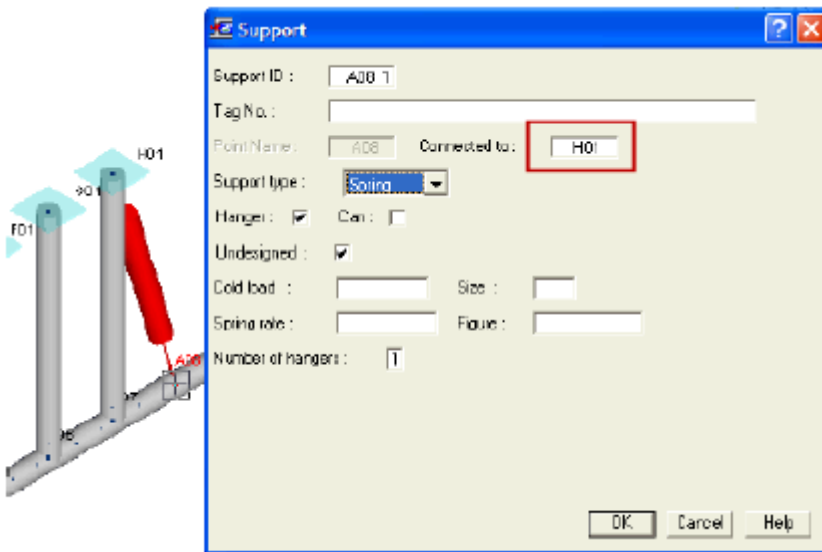 Support
Support ID : A08 1
Tag No. :
Point Name : A08 Connected to : H01
Support type : Spring
Hanger : Can :
Undesigned :
Cold load : Size :
Spring rate : Figure :
Number of hangers : 1
OK Cancel Help
H01
F01
A08